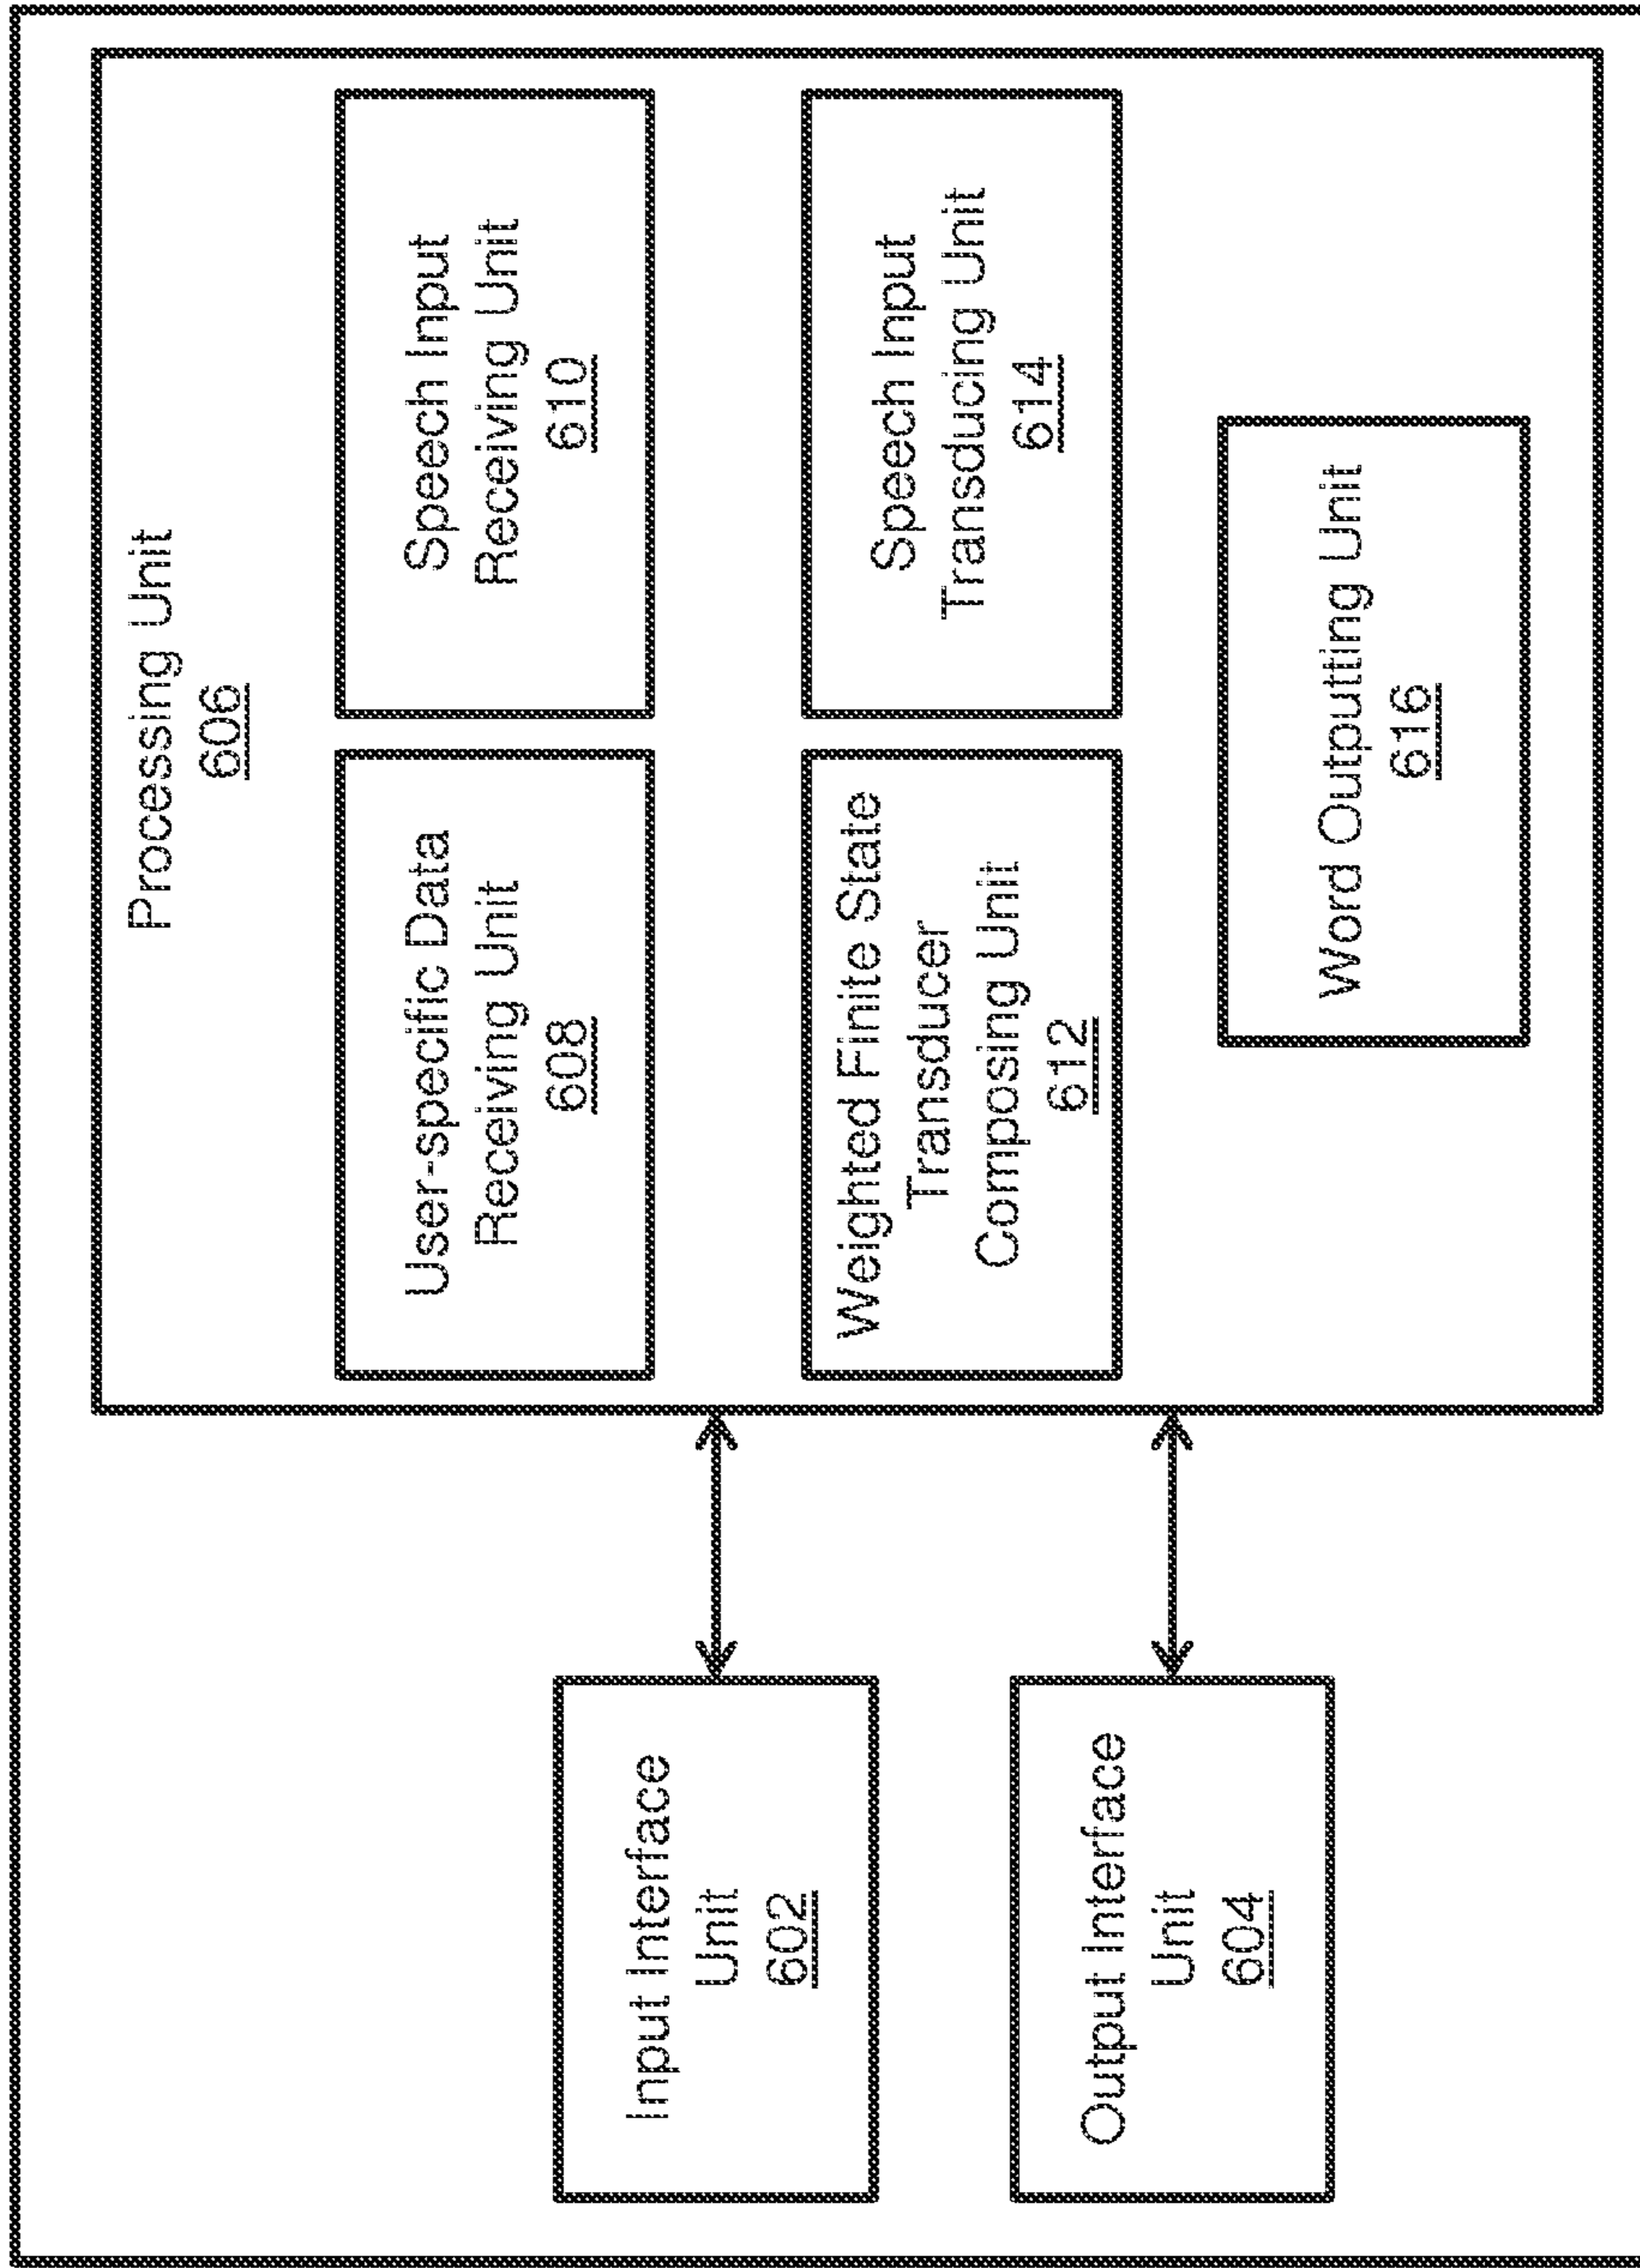 Processing Unit
606
Input Interface
Unit
602
Output Interface
Unit
604
User-specific Data
Receiving Unit
608
Speech Input
Receiving Unit
610
Weighted Finite State
Transducer
Composing Unit
612
Speech Input
Transducing Unit
614
Word Outputting Unit
616